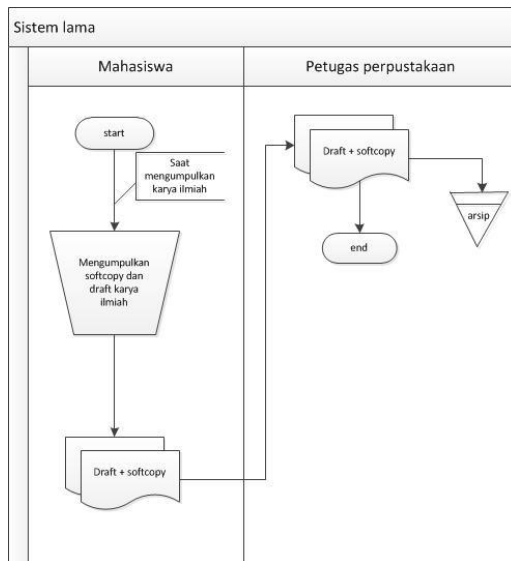 Sistem lama
Mahasiswa
Petugas perpustakaan
start
Saat
mengumpulkan
karya ilmiah
Mengumpulkan
softcopy dan
draft karya
ilmiah
Draft + softcopy
Draft + softcopy
arsip
end